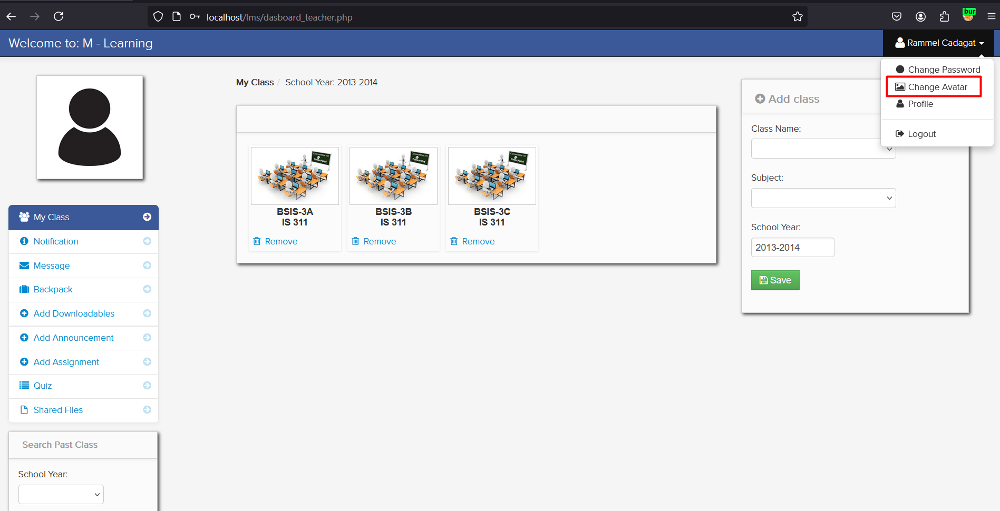 localhost/lms/dasboard_teacher.php
bur
Welcome to: M - Learning
Rammel Cadagat
Change Password
Change Avatar
Profile
Logout
My Class / School Year: 2013-2014
BSIS-3A
IS 311
Remove
BSIS-3B
IS 311
Remove
BSIS-3C
IS 311
Remove
Add class
Class Name:
Subject:
School Year:
2013-2014
Save
My Class
Notification
Message
Backpack
Add Downloadables
Add Announcement
Add Assignment
Quiz
Shared Files
Search Past Class
School Year: